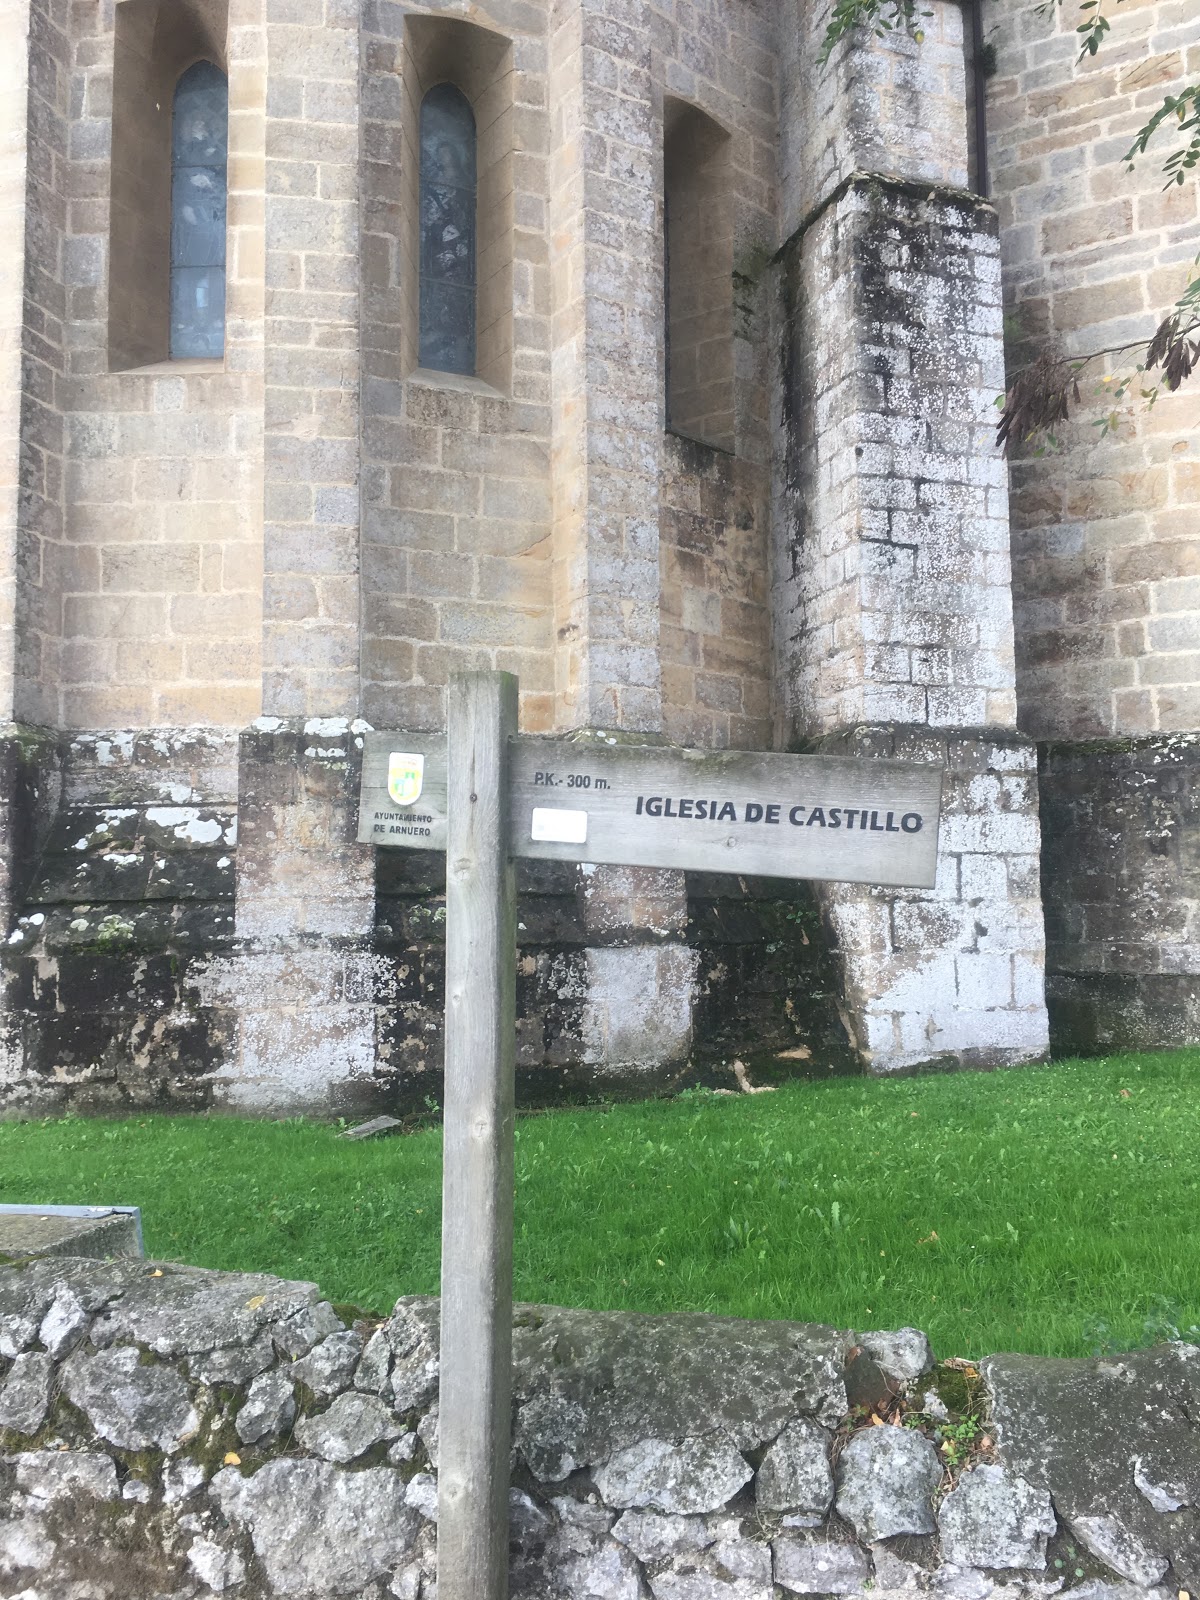 AYUNTAMIENTO
DE ARNUERO
P.K.- 300 m.
IGLESIA DE CASTILLO